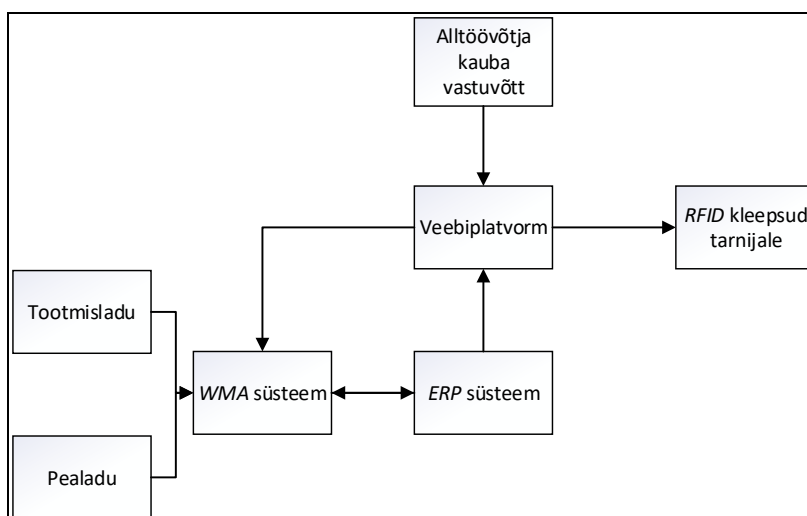 Alltöövõtja
kauba
vastuvõtt
Veebiplatvorm
RFID kleepsud
tarnijale
Tootmisladu
WMA süsteem
ERP süsteem
Pealadu